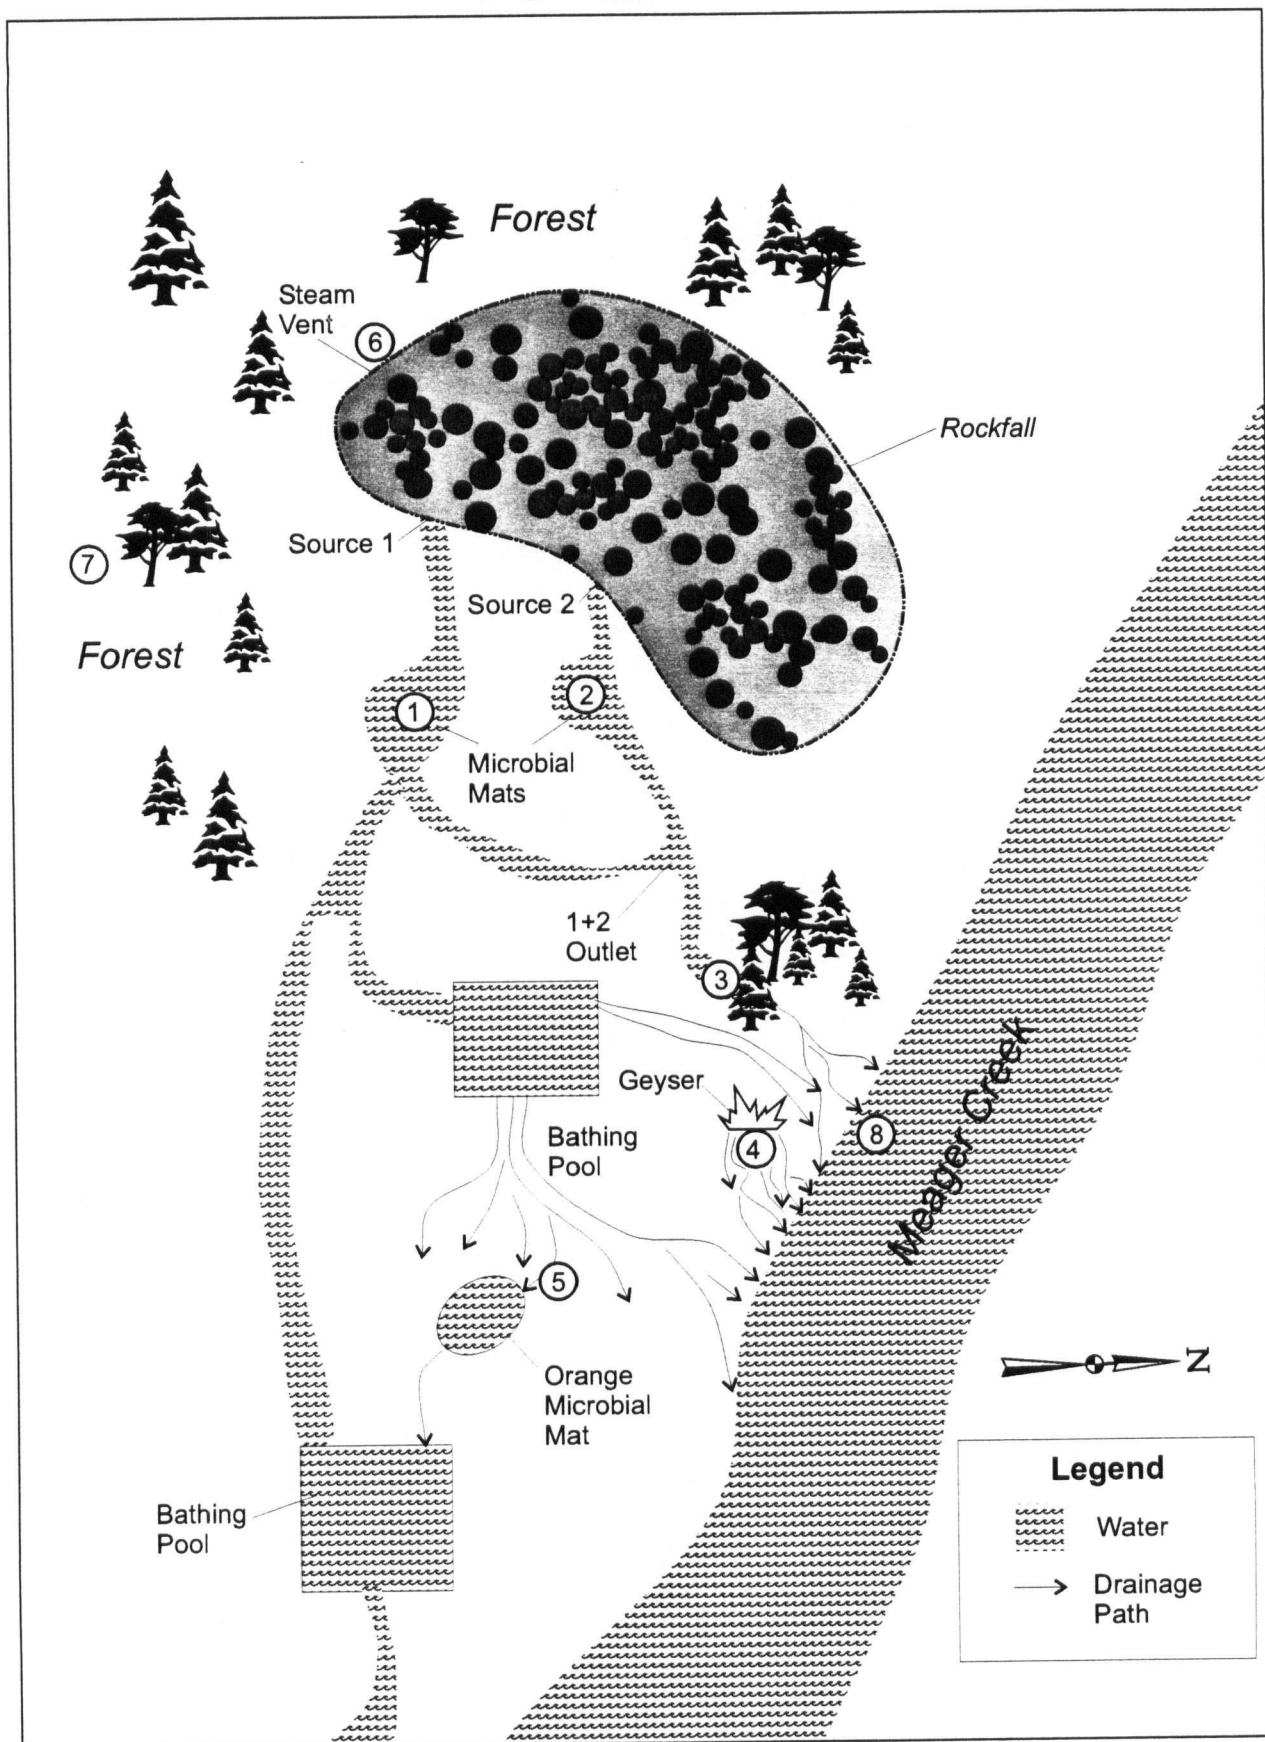 Forest
Steam
Vent
6
Rockfall
Source 1
7
Source 2
Forest
1
2
Microbial
Mats
1+2
Outlet
3
Geyser
Meager Creek
4
8
Bathing
Pool
5
N
Orange
Microbial
Mat
Legend
Water
Drainage
Path
Bathing
Pool